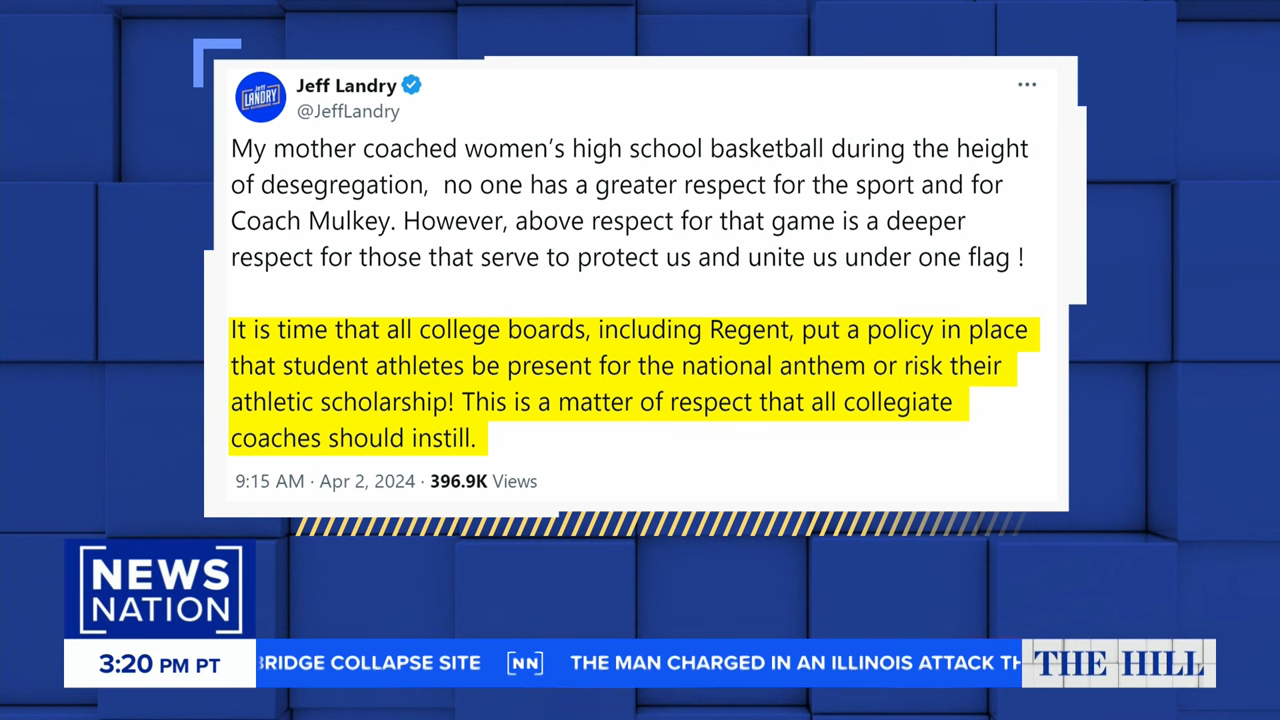 Jeff Landry
@JeffLandry
My mother coached women’s high school basketball during the height
of desegregation,  no one has a greater respect for the sport and for
Coach Mulkey. However, above respect for that game is a deeper
respect for those that serve to protect us and unite us under one flag !
It is time that all college boards, including Regent, put a policy in place
that student athletes be present for the national anthem or risk their
athletic scholarship! This is a matter of respect that all collegiate
coaches should instill.
9:15 AM · Apr 2, 2024 · 396.9K Views
NEWS
NATION
3:20 PM PT
BRIDGE COLLAPSE SITE [NN] THE MAN CHARGED IN AN ILLINOIS ATTACK TH
THE HILL